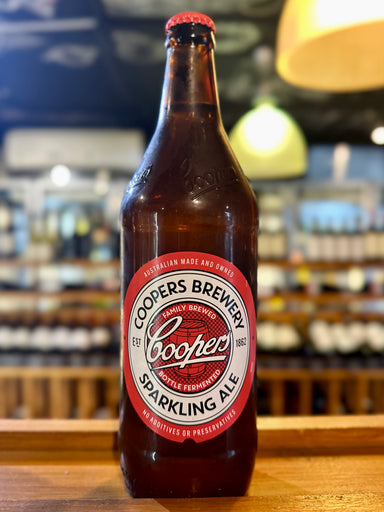 Coopers
AUSTRALIAN MADE AND OWNED
COOPERS BREWERY
FAMILY BREWED
EST 1862
Coopers
BOTTLE FERMENTED
SPARKLING ALE
NO ADDITIVES OR PRESERVATIVES